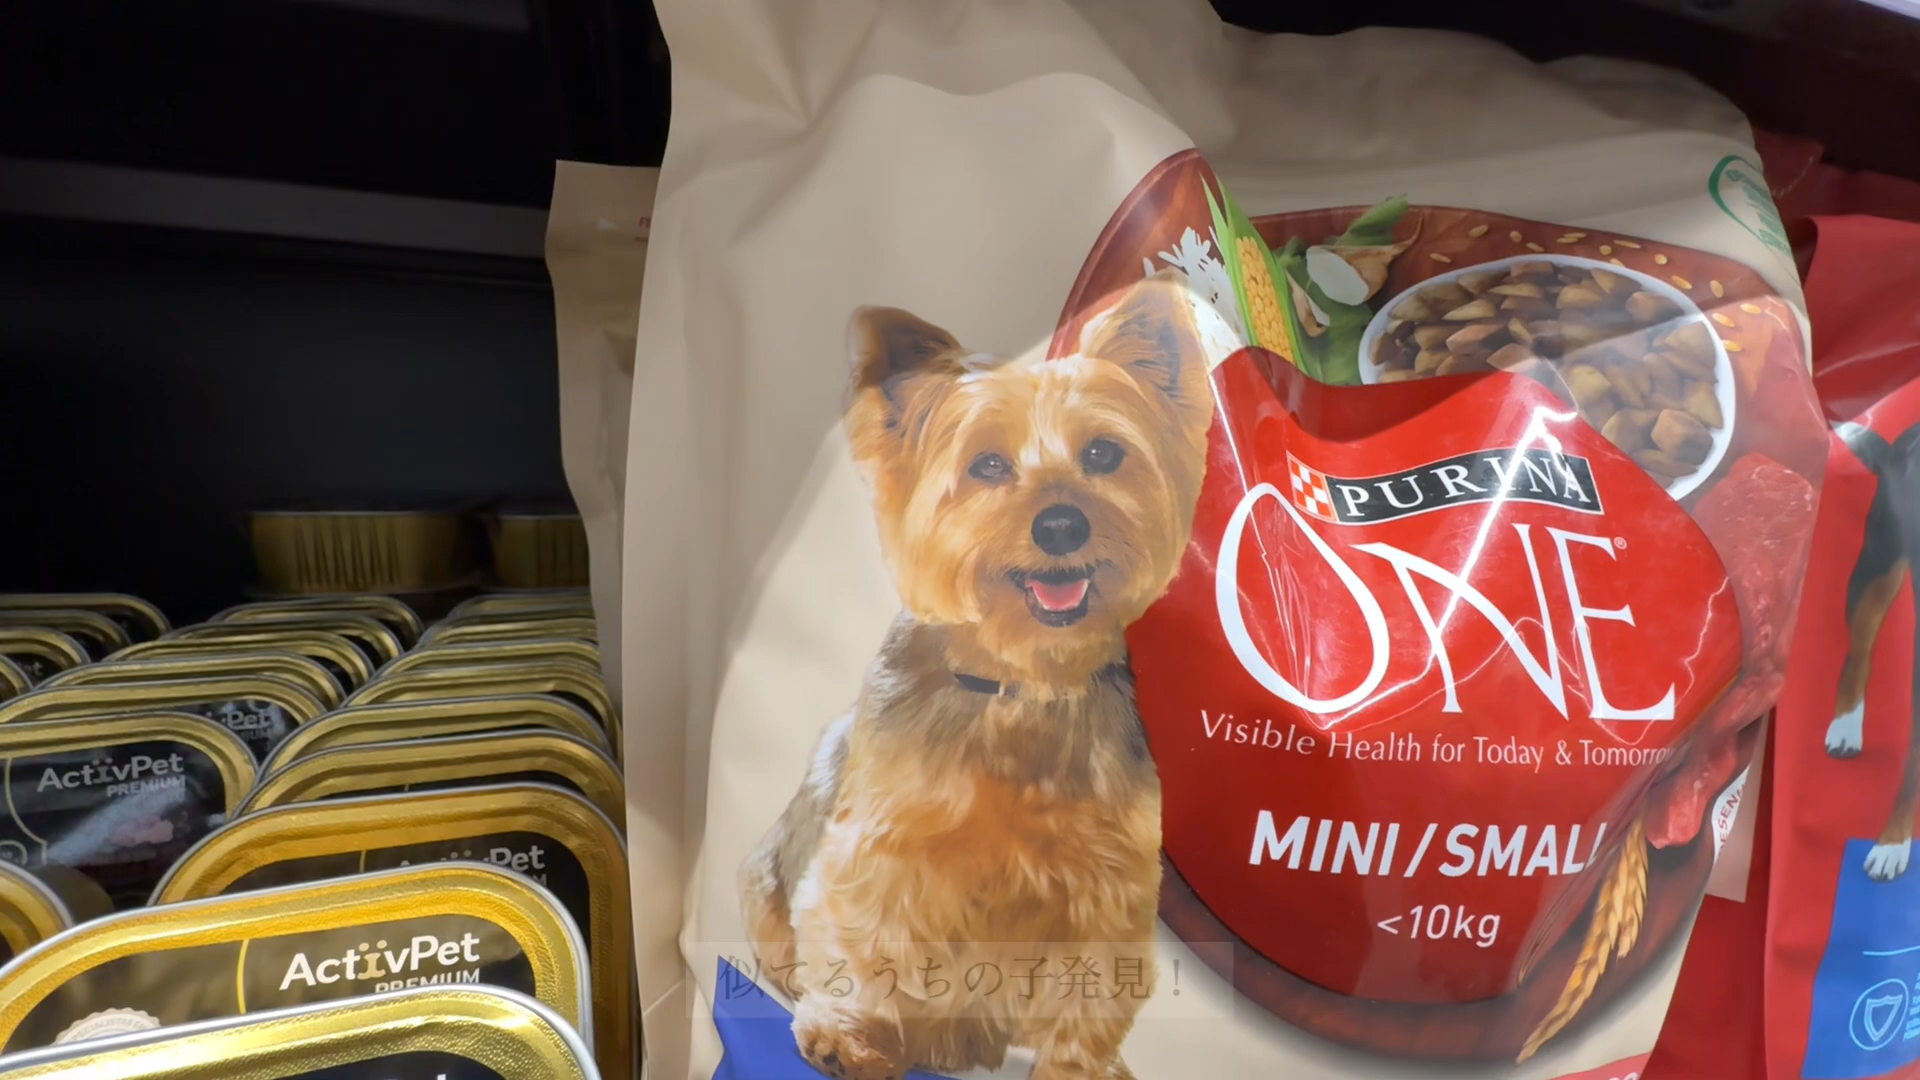 PURINA
ONE®
Visible Health for Today & Tomorrow
MINI/SMALL
<10kg
ActivPet
PREMIUM
ActivPet
ActivPet
PREMIUM
似てるうちの子発見！